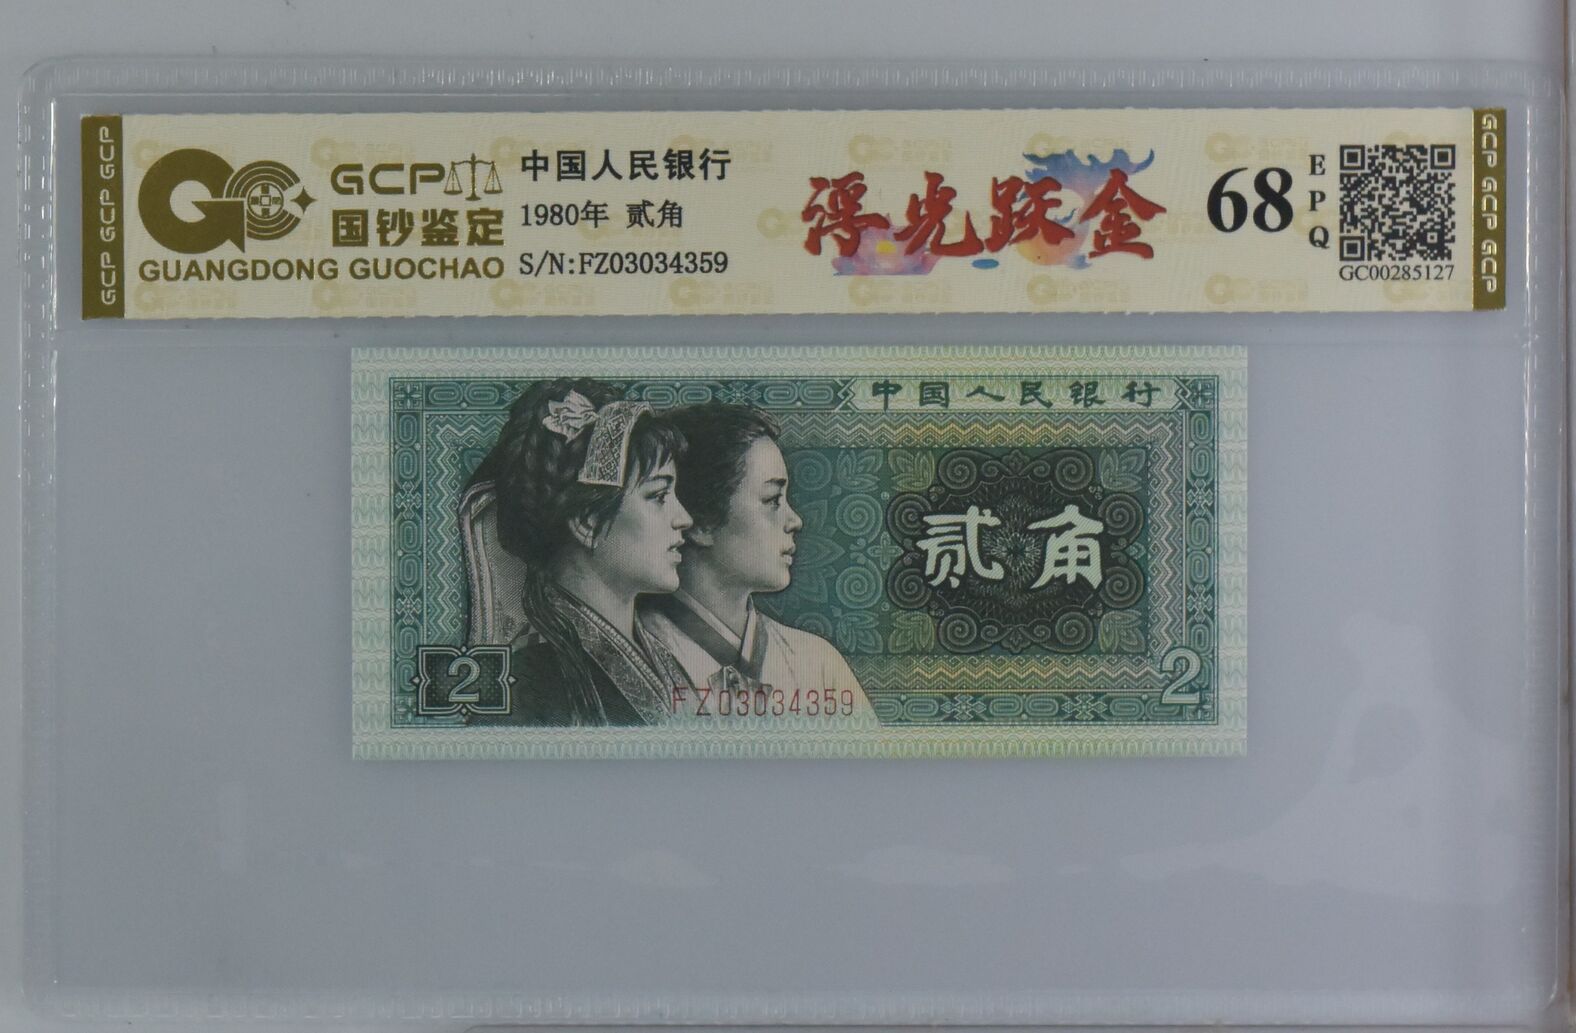 GCP GCP GCP
GCP
国钞鉴定
GUANGDONG GUOCHAO
中国人民银行
1980年 贰角
S/N:FZ03034359
浮光跃金
68
EPQ
GC00285127
GCP GCP GCP
中国人民银行
贰角
2
2
FZ03034359